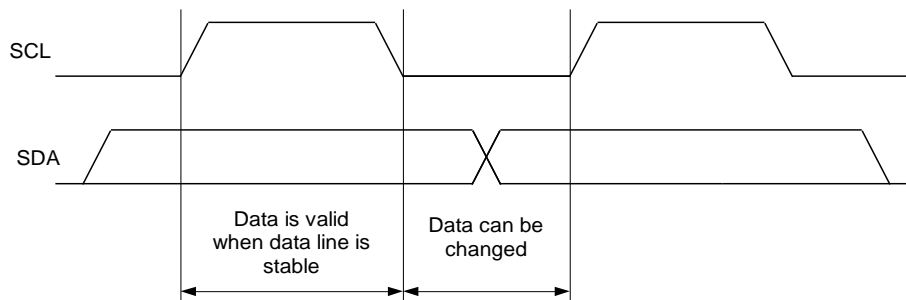 SCL
SDA
Data is valid
when data line is
stable
Data can be
changed